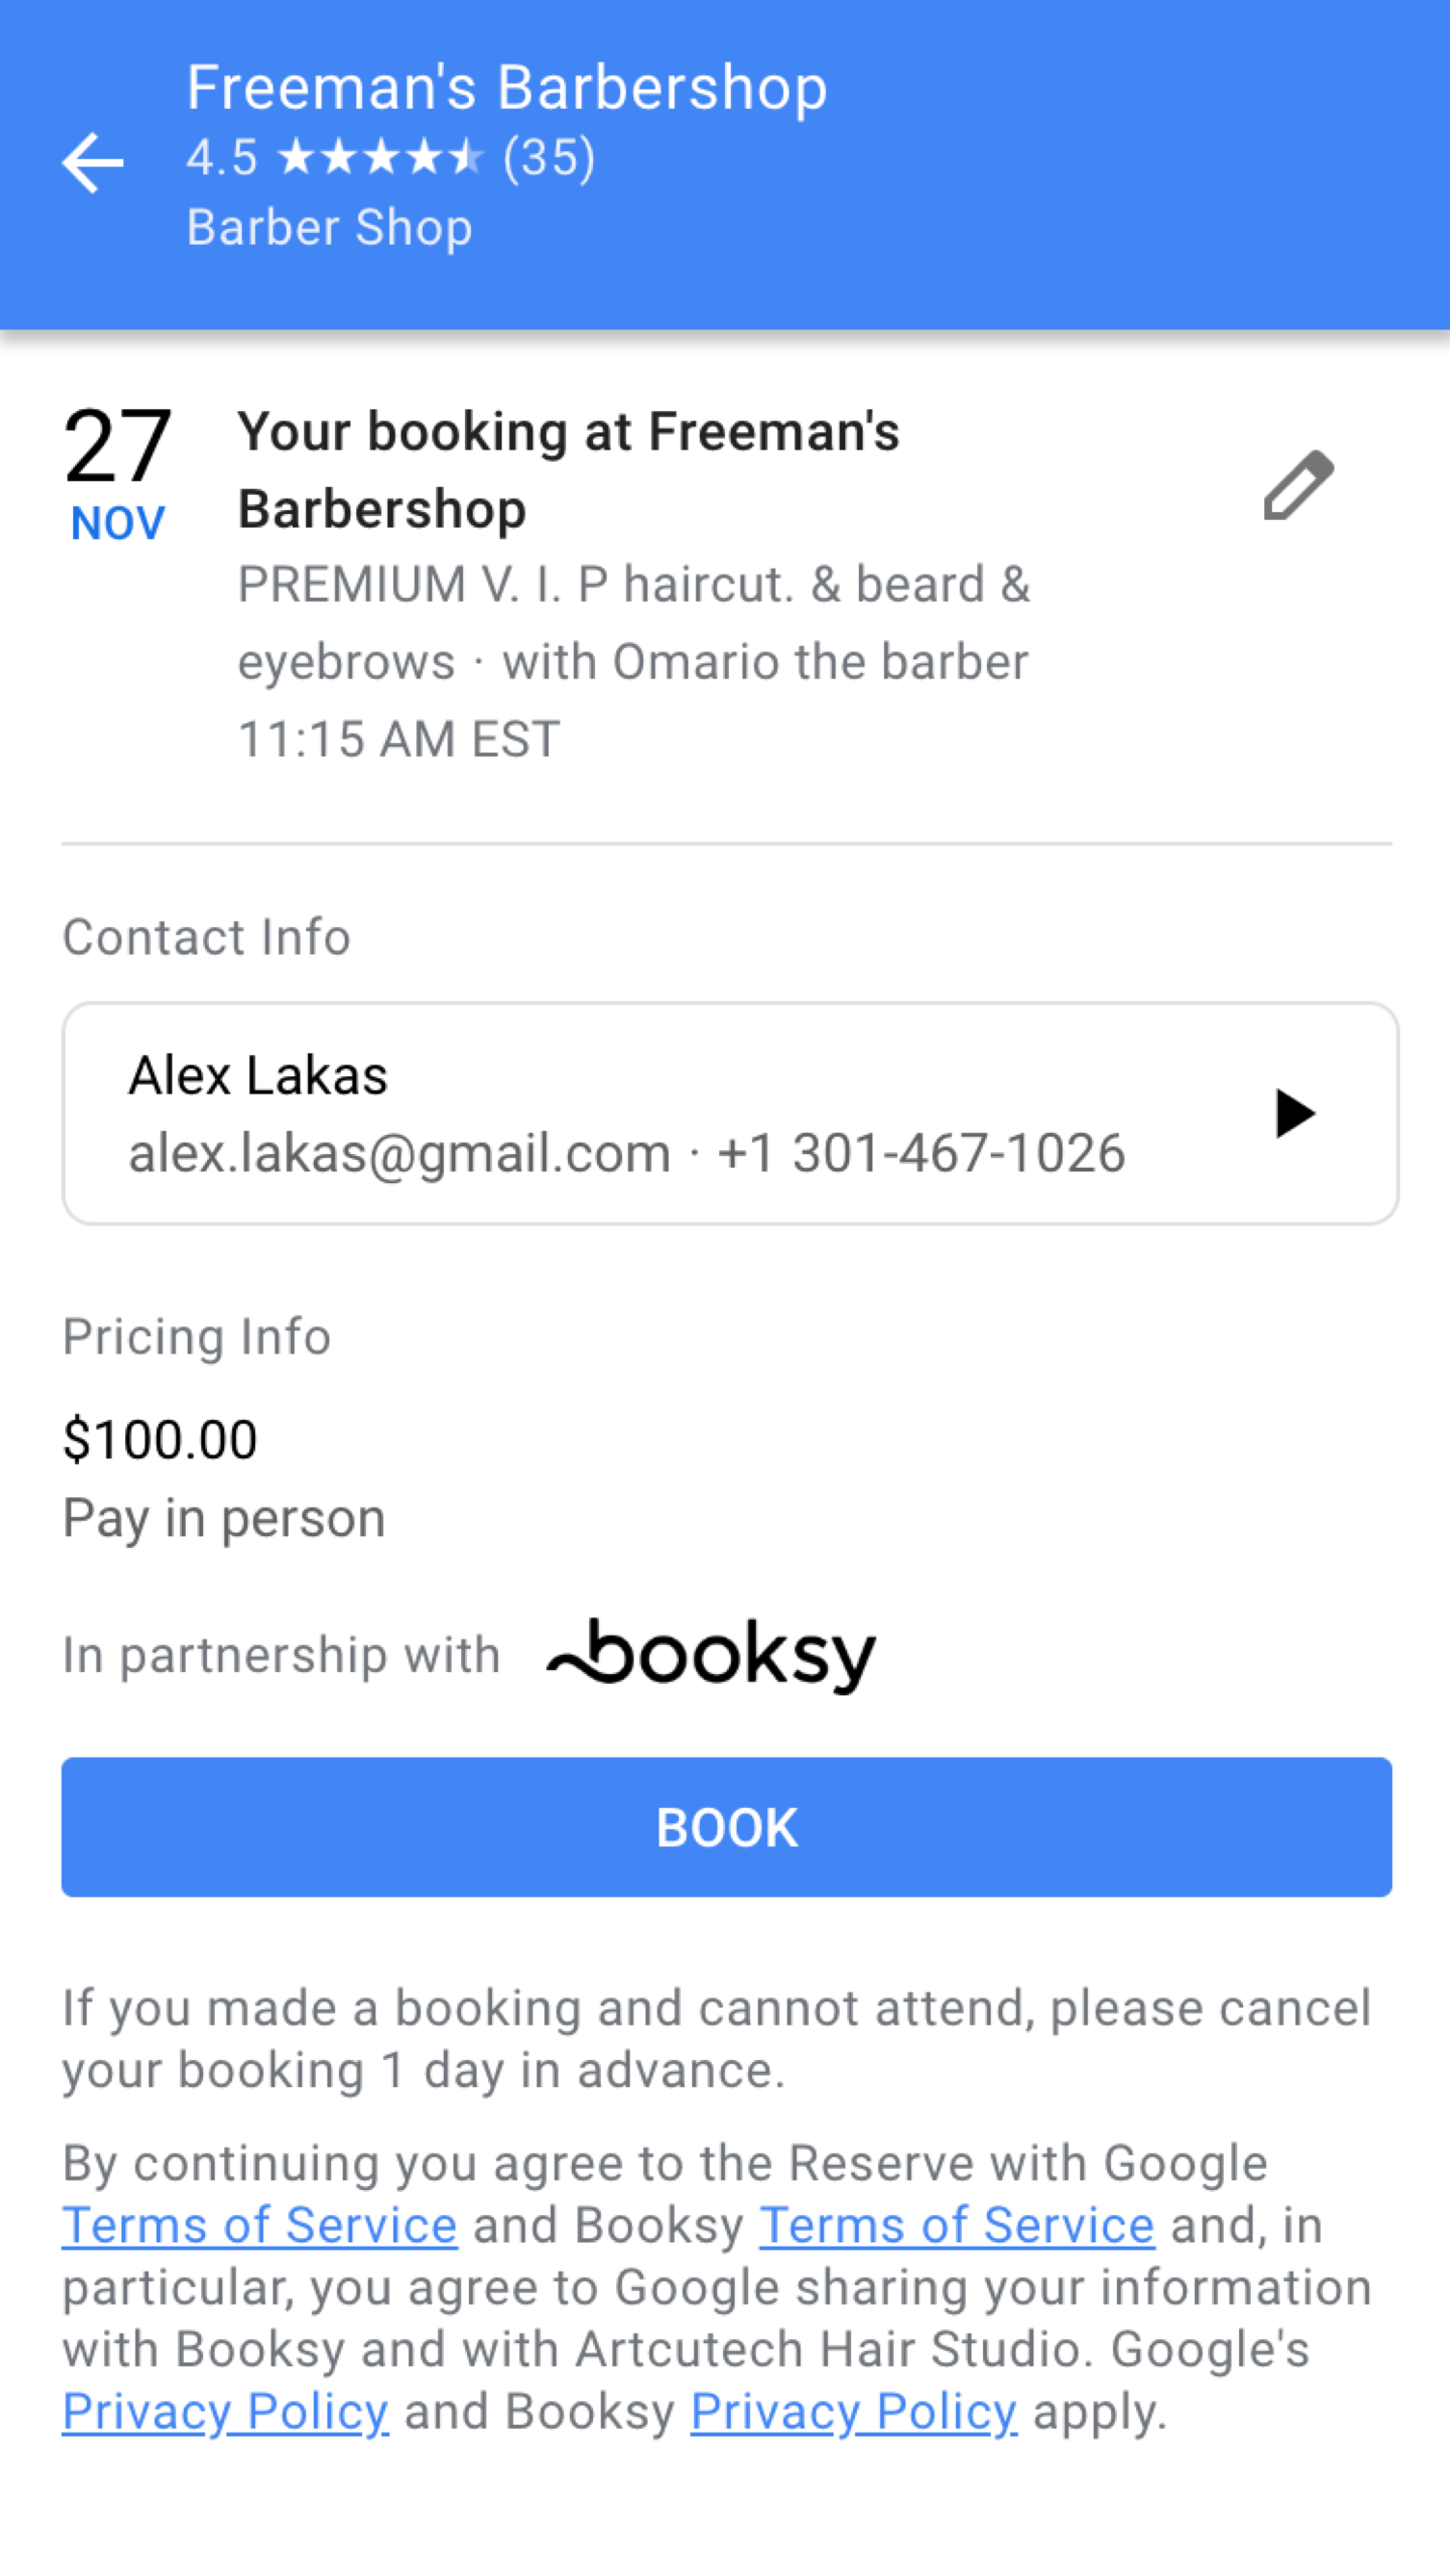 Freeman's Barbershop
4.5 ★★★★⯪ (35)
Barber Shop
27
NOV
Your booking at Freeman's
Barbershop
PREMIUM V. I. P haircut. & beard &
eyebrows · with Omario the barber
11:15 AM EST
Contact Info
Alex Lakas
alex.lakas@gmail.com · +1 301-467-1026
Pricing Info
$100.00
Pay in person
In partnership with booksy
BOOK
If you made a booking and cannot attend, please cancel
your booking 1 day in advance.
By continuing you agree to the Reserve with Google
Terms of Service and Booksy Terms of Service and, in
particular, you agree to Google sharing your information
with Booksy and with Artcutech Hair Studio. Google's
Privacy Policy and Booksy Privacy Policy apply.